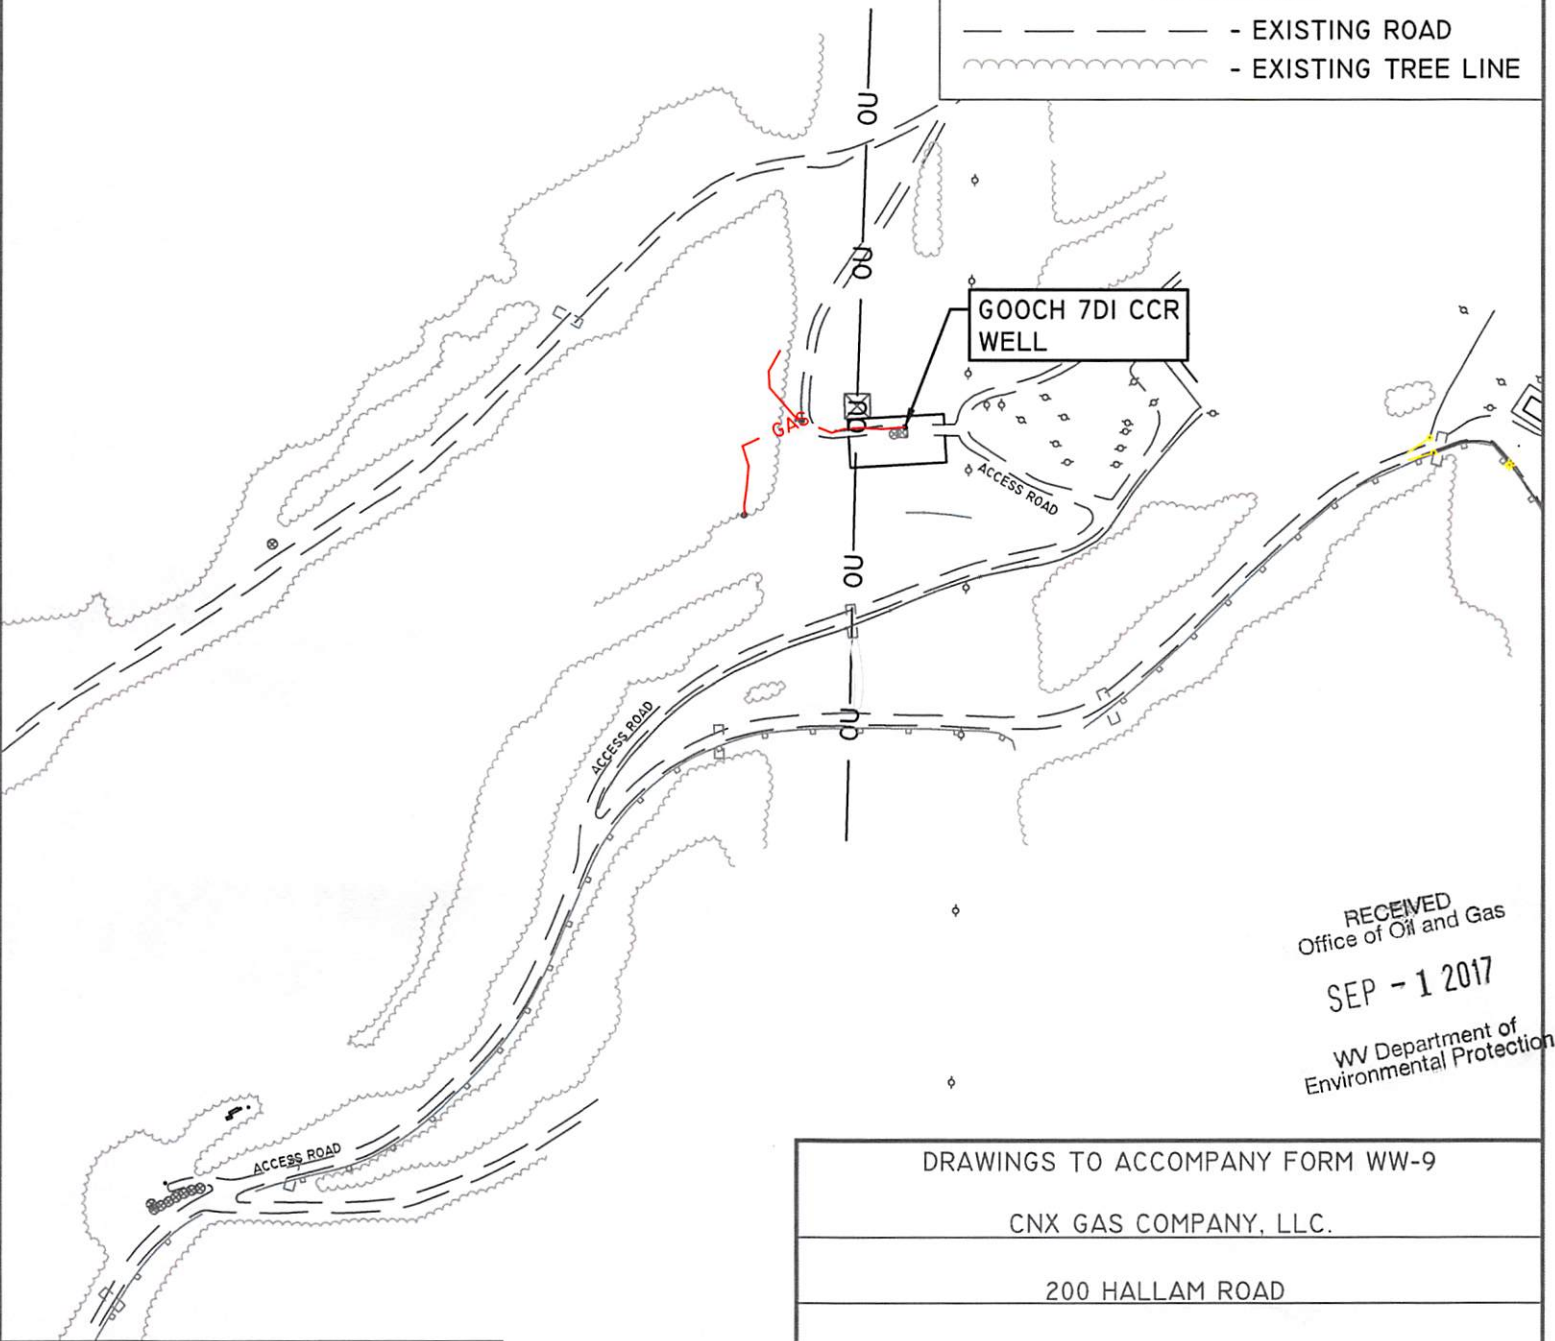 - EXISTING ROAD
- EXISTING TREE LINE
OU
OU
GOOCH 7DI CCR
WELL
OU
GAS
ACCESS ROAD
OU
ACCESS ROAD
OU
RECEIVED
Office of Oil and Gas
SEP - 1 2017
WV Department of
Environmental Protection
ACCESS ROAD
DRAWINGS TO ACCOMPANY FORM WW-9
CNX GAS COMPANY, LLC.
200 HALLAM ROAD